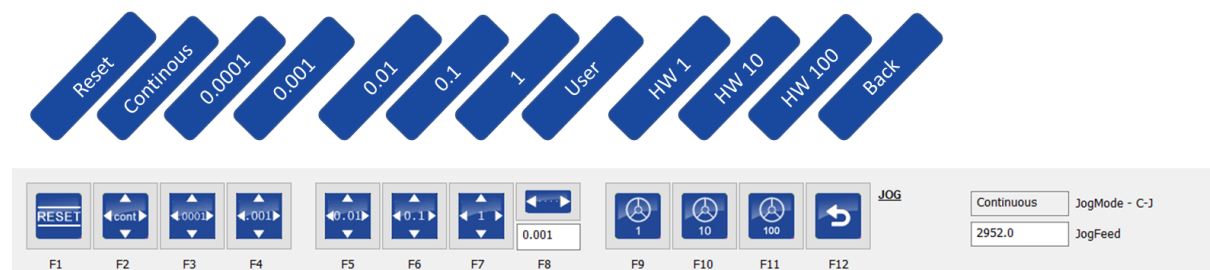 Reset
Continous
0.0001
0.001
0.01
0.1
1
User
HW 1
HW 10
HW 100
Back
RESET
cont
.0001
.001
0.01
0.1
1
0.001
1
10
100
JOG
Continuous
JogMode - C-J
2952.0
JogFeed
F1
F2
F3
F4
F5
F6
F7
F8
F9
F10
F11
F12